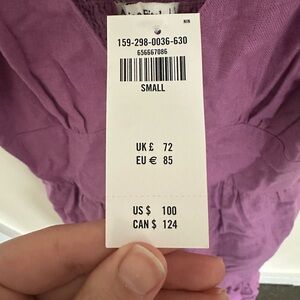 159-298-0036-630
656667086
SMALL
UK £ 72
EU € 85
US $ 100
CAN $ 124